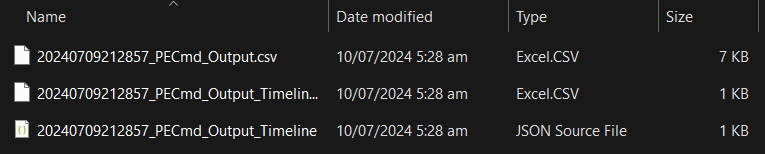 Name Date modified Type Size
20240709212857_PECmd_Output.csv 10/07/2024 5:28 am Excel.CSV 7 KB
20240709212857_PECmd_Output_Timelin... 10/07/2024 5:28 am Excel.CSV 1 KB
20240709212857_PECmd_Output_Timeline 10/07/2024 5:28 am JSON Source File 1 KB